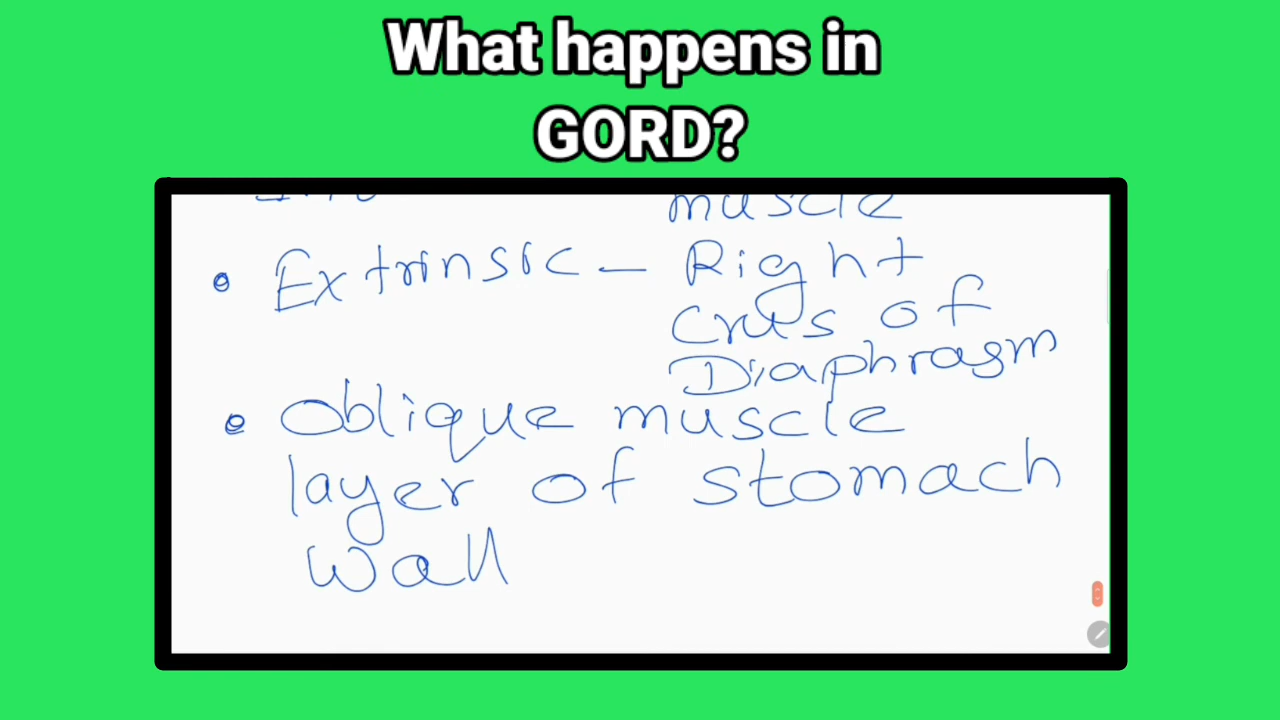 What happens in
GORD?
muscle
• Extrinsic — Right
crus of
Diaphragm
• Oblique muscle
layer of stomach
wall